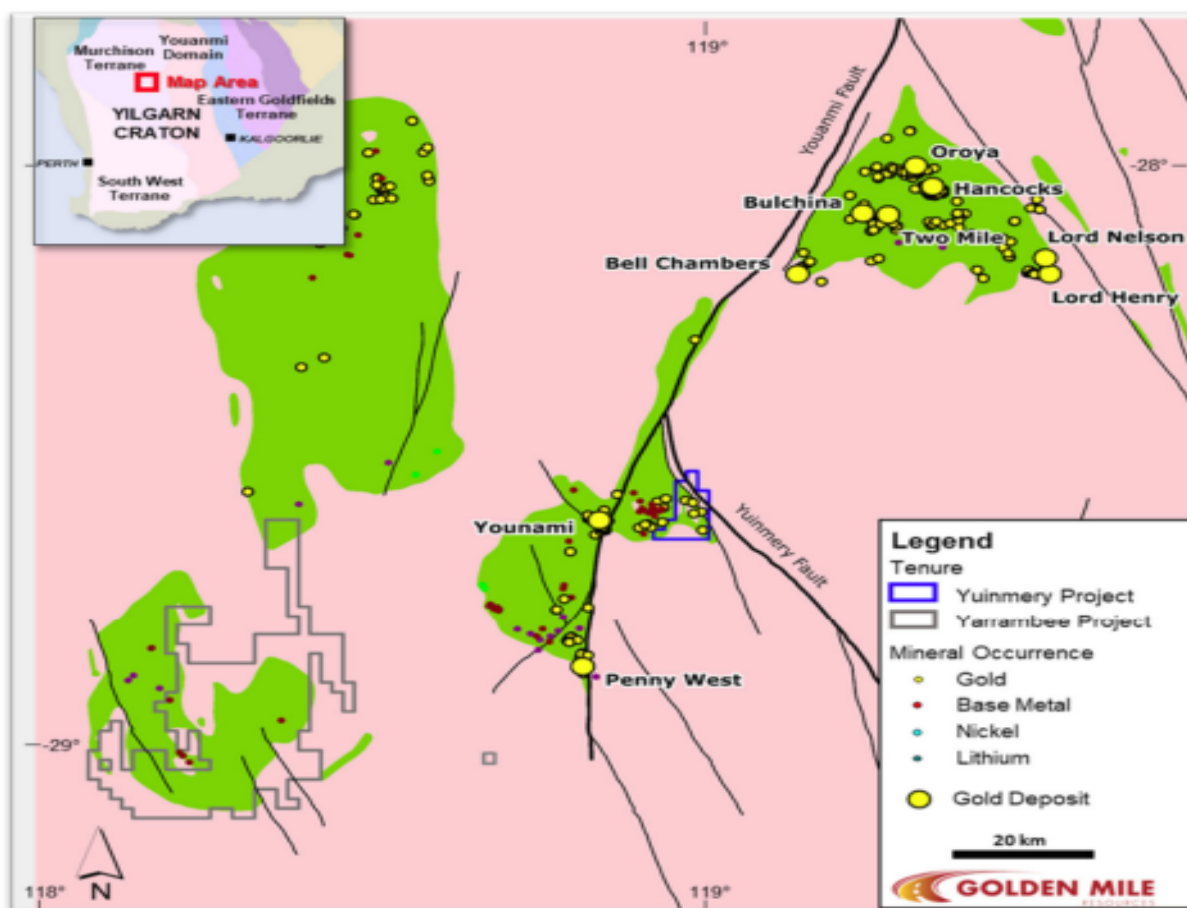 119°
-28°
Murchison
Terrane
Youanmi
Domain
Map Area
YILGARN
CRATON
Eastern Goldfields
Terrane
KALGOORLIE
PERTH
South West
Terrane
Youanmi Fault
Oroya
Hancocks
Bulchina
Two Mile
Lord Nelson
Bell Chambers
Lord Henry
Younami
Yuinmery Fault
Penny West
-29°
Legend
Tenure
Yuinmery Project
Yarrambee Project
Mineral Occurrence
Gold
Base Metal
Nickel
Lithium
Gold Deposit
20 km
N
118°
119°
GOLDEN MILE
RESOURCES